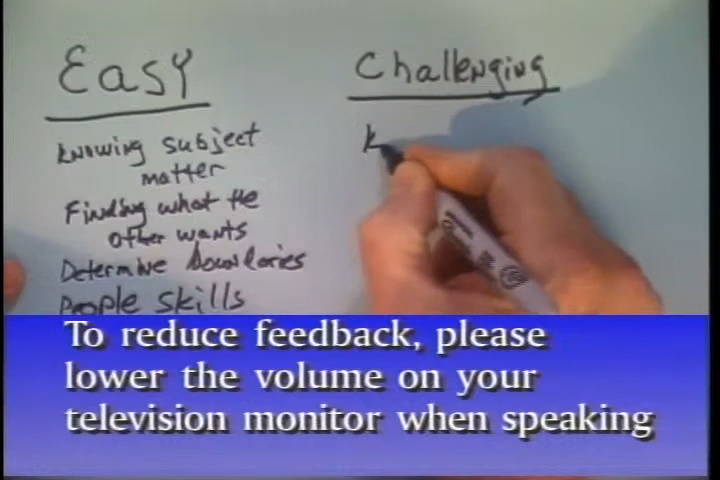 Easy
knowing subject
matter
Finding what the
other wants
Determine boundaries
People skills
Challenging
k
To reduce feedback, please
lower the volume on your
television monitor when speaking